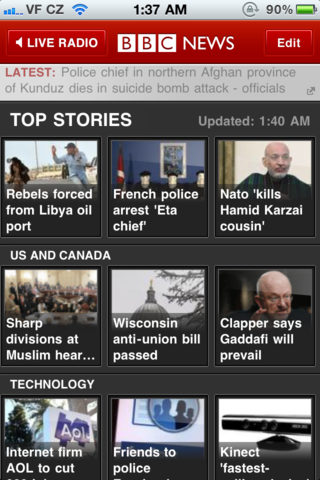 VF CZ 1:37 AM 90%
LIVE RADIO BBC NEWS Edit
LATEST: Police chief in northern Afghan province
of Kunduz dies in suicide bomb attack - officials
TOP STORIES Updated: 1:40 AM
Rebels forced
from Libya oil
port
French police
arrest 'Eta
chief'
Nato 'kills
Hamid Karzai
cousin'
US AND CANADA
Sharp
divisions at
Muslim hear...
Wisconsin
anti-union bill
passed
Clapper says
Gaddafi will
prevail
TECHNOLOGY
AOL
Internet firm
AOL to cut
Friends to
police
Kinect
'fastest-